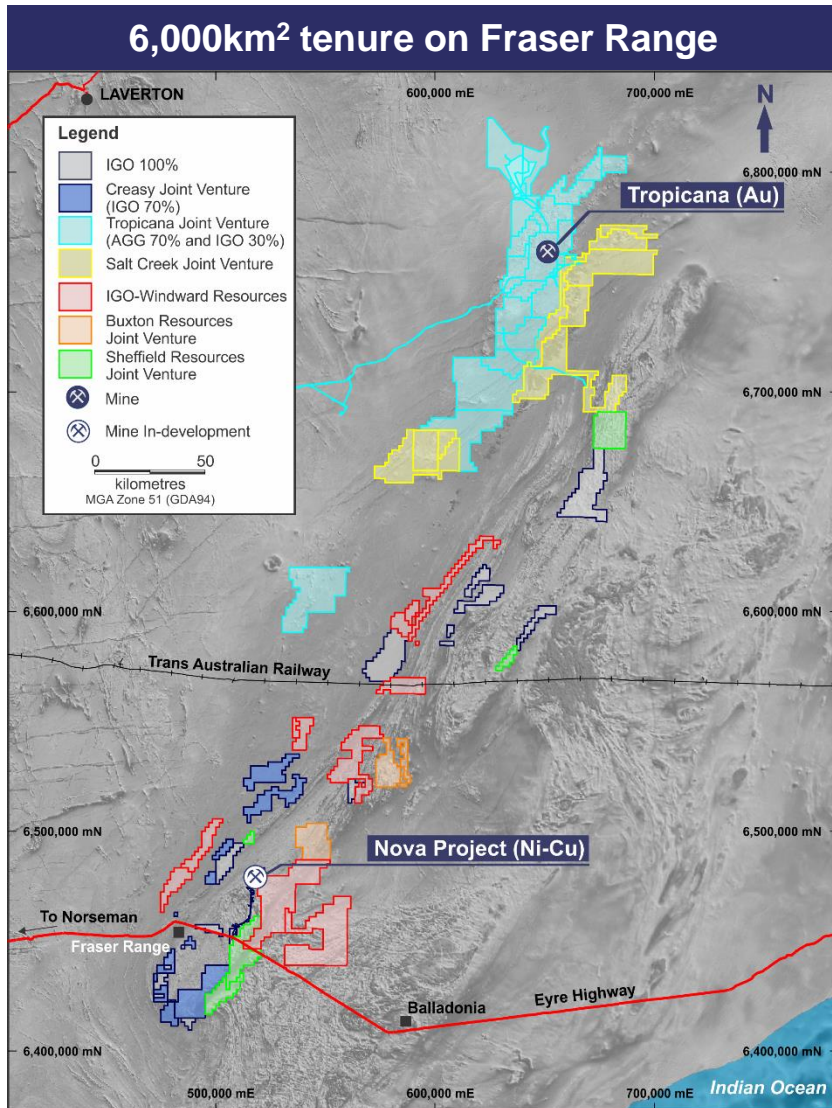 6,000km² tenure on Fraser Range
LAVERTON
600,000 mE
700,000 mE
N
Legend
IGO 100%
Creasy Joint Venture
(IGO 70%)
Tropicana Joint Venture
(AGG 70% and IGO 30%)
Salt Creek Joint Venture
IGO-Windward Resources
Buxton Resources
Joint Venture
Sheffield Resources
Joint Venture
Mine
Mine In-development
0 50
kilometres
MGA Zone 51 (GDA94)
6,800,000 mN
Tropicana (Au)
6,700,000 mN
6,600,000 mN
6,600,000 mN
Trans Australian Railway
6,500,000 mN
6,500,000 mN
Nova Project (Ni-Cu)
To Norseman
Fraser Range
Balladonia
Eyre Highway
6,400,000 mN
6,400,000 mN
500,000 mE
600,000 mE
700,000 mE
Indian Ocean